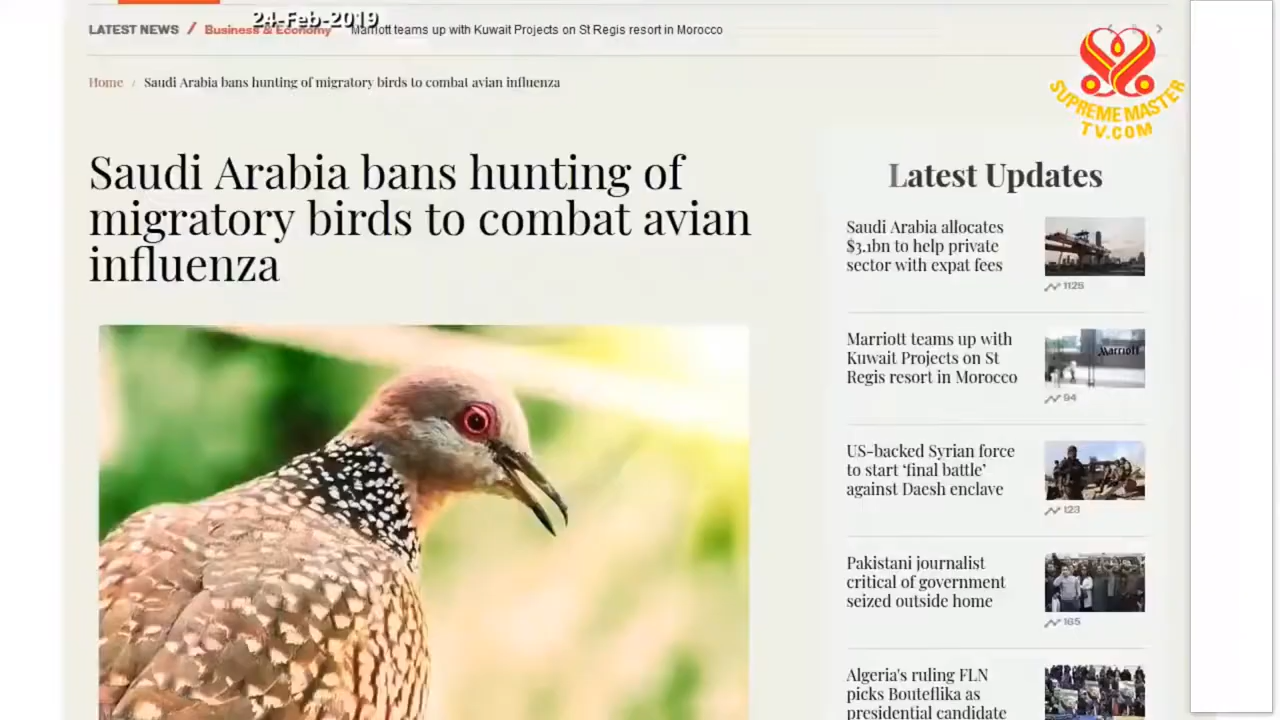 24-Feb-2019
LATEST NEWS / Business & Economy Marriott teams up with Kuwait Projects on St Regis resort in Morocco
Home / Saudi Arabia bans hunting of migratory birds to combat avian influenza
SUPREME MASTER
TV.COM
Saudi Arabia bans hunting of
migratory birds to combat avian
influenza
Latest Updates
Saudi Arabia allocates
$3.1bn to help private
sector with expat fees
1125
Marriott teams up with
Kuwait Projects on St
Regis resort in Morocco
Marriott
94
US-backed Syrian force
to start ‘final battle’
against Daesh enclave
123
Pakistani journalist
critical of government
seized outside home
165
Algeria's ruling FLN
picks Bouteflika as
presidential candidate